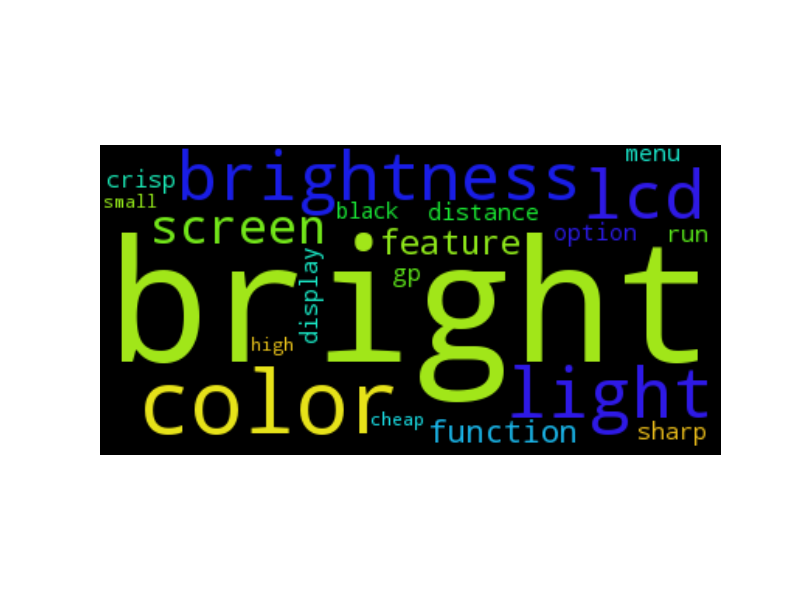 menu
crisp
brightness
lcd
small
screen
black
distance
feature
option
run
bright
display
gp
high
color
light
cheap
function
sharp